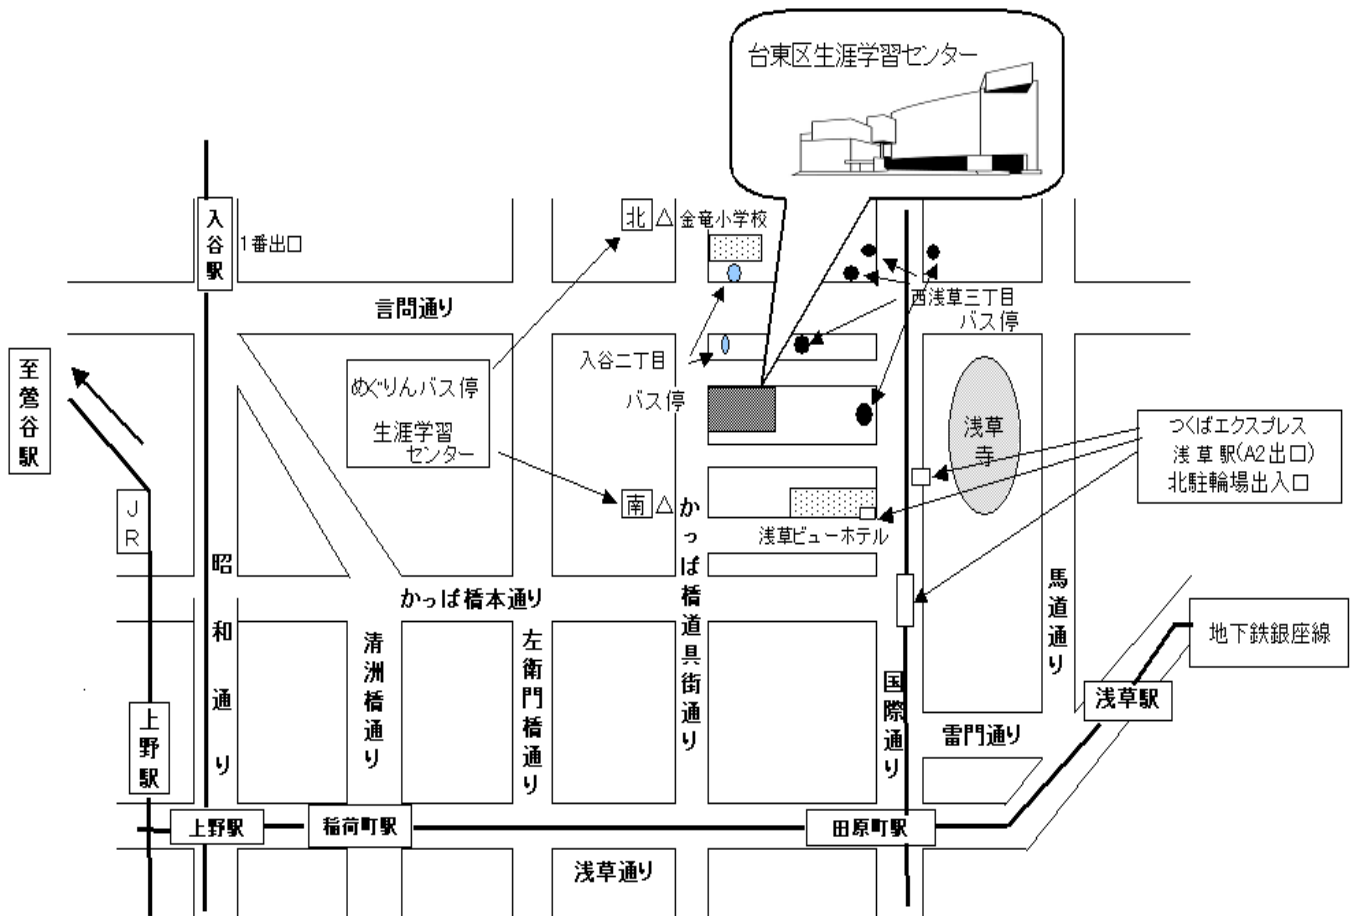 台東区生涯学習センター
入谷駅
1番出口
北
△
金竜小学校
言問通り
西浅草三丁目
バス停
至鶯谷駅
めぐりんバス停
生涯学習
センター
入谷二丁目
バス停
浅草
寺
つくばエクスプレス
浅草駅(A2出口)
北駐輪場出入口
JR
南
△
浅草ビューホテル
昭和通り
かっぱ橋本通り
かっぱ橋道具街通り
馬道通り
清洲橋通り
左衛門橋通り
国際通り
地下鉄銀座線
浅草駅
雷門通り
上野駅
上野駅
稲荷町駅
田原町駅
浅草通り